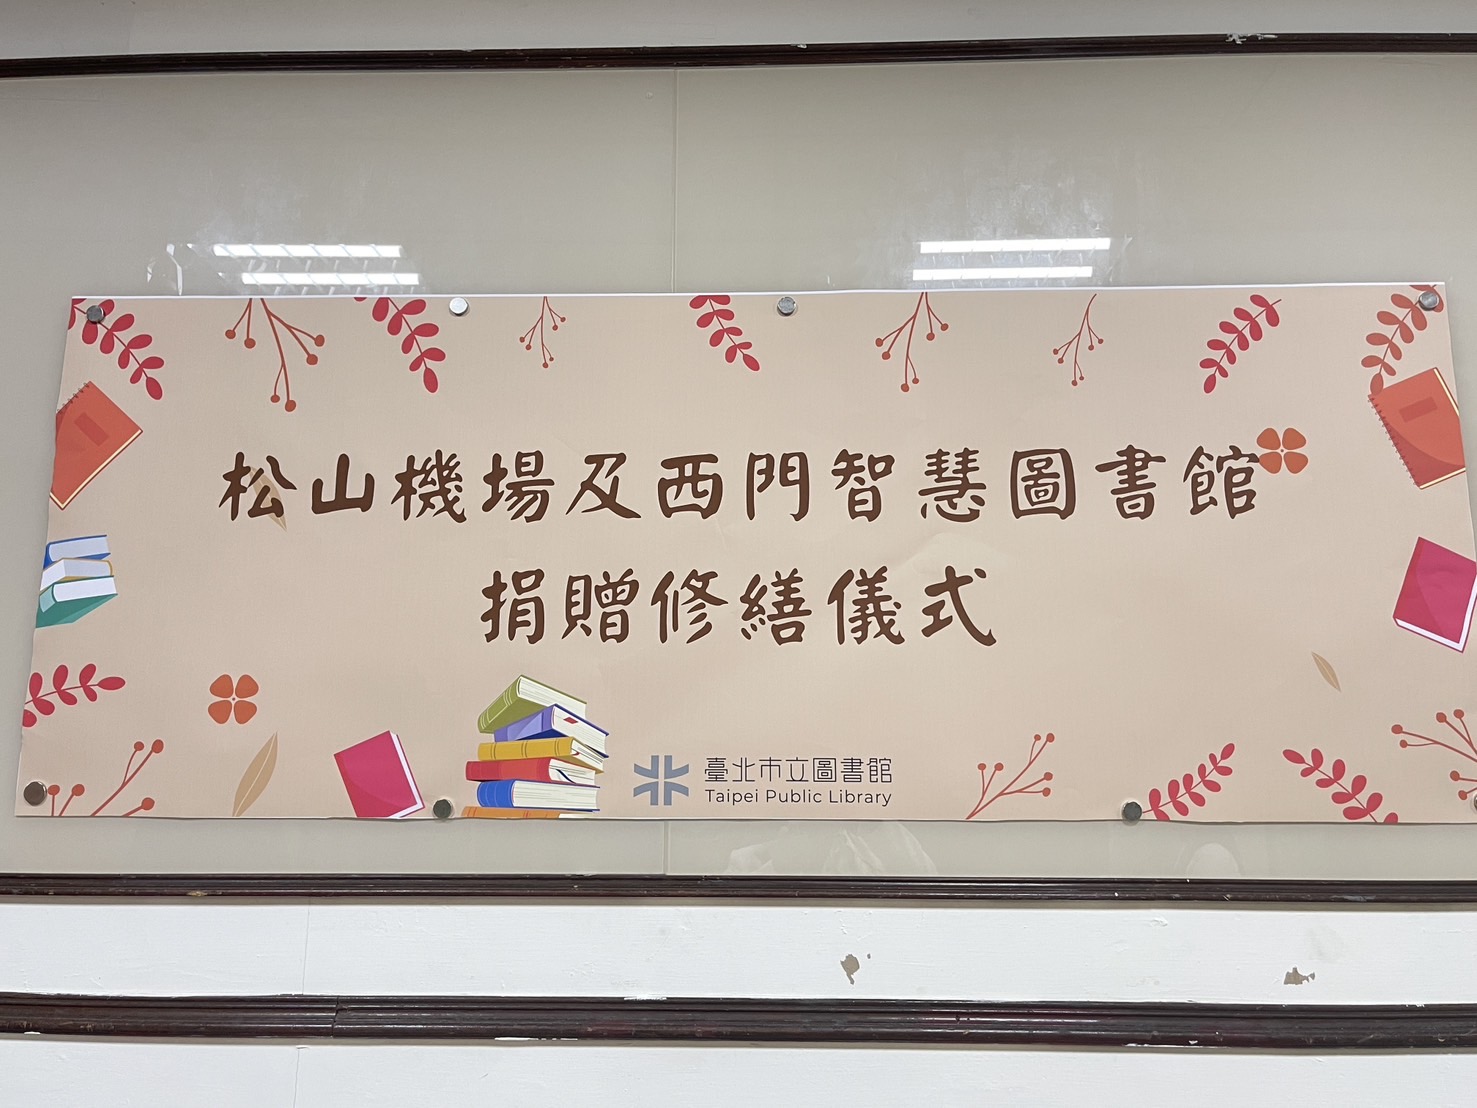 松山機場及西門智慧圖書館
捐贈修繕儀式
臺北市立圖書館
Taipei Public Library